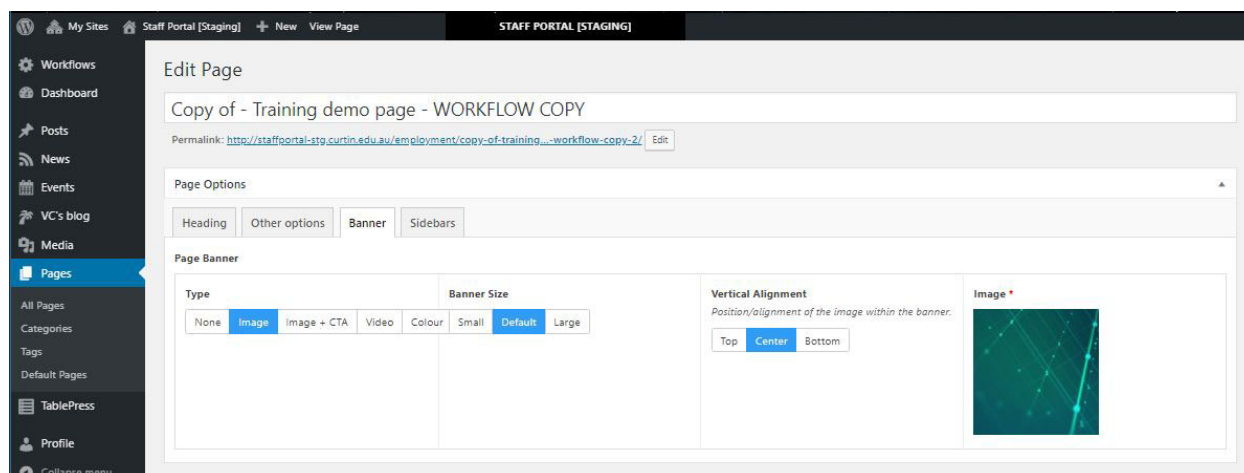 My Sites Staff Portal [Staging] + New View Page STAFF PORTAL [STAGING]
Workflows
Dashboard
Posts
News
Events
VC's blog
Media
Pages
All Pages
Categories
Tags
Default Pages
TablePress
Profile
Collapse menu
Edit Page
Copy of - Training demo page - WORKFLOW COPY
Permalink: http://staffportal-stg.curtin.edu.au/employment/copy-of-training...-workflow-copy-2/ Edit
Page Options
Heading Other options Banner Sidebars
Page Banner
Type
None Image Image + CTA Video Colour
Banner Size
Small Default Large
Vertical Alignment
Position/alignment of the image within the banner.
Top Center Bottom
Image *